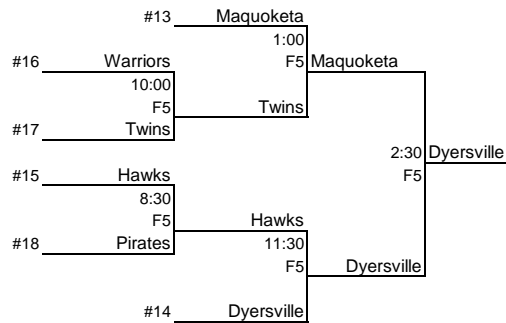 #13 Maquoketa
1:00
#16 Warriors F5 Maquoketa
10:00
F5 Twins
#17 Twins
2:30 Dyersville
#15 Hawks F5
8:30
F5 Hawks
#18 Pirates 11:30
F5 Dyersville
#14 Dyersville